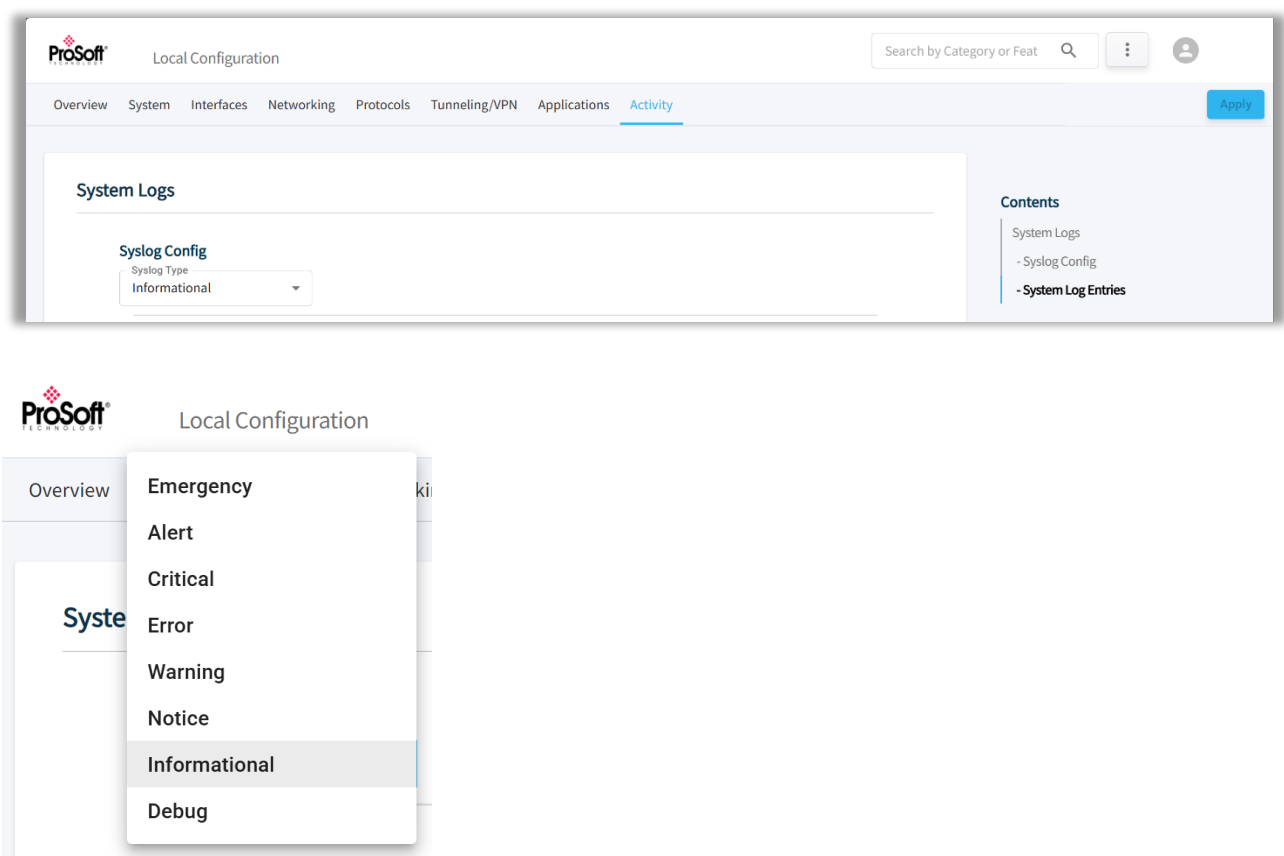 ProSoft®
TECHNOLOGY
Local Configuration
Search by Category or Feat
Overview System Interfaces Networking Protocols Tunneling/VPN Applications Activity Apply
System Logs
Syslog Config
Syslog Type
Informational
Contents
System Logs
- Syslog Config
- System Log Entries
ProSoft®
TECHNOLOGY
Local Configuration
Overview
Emergency
Alert
Critical
Error
Warning
Notice
Informational
Debug
Syste